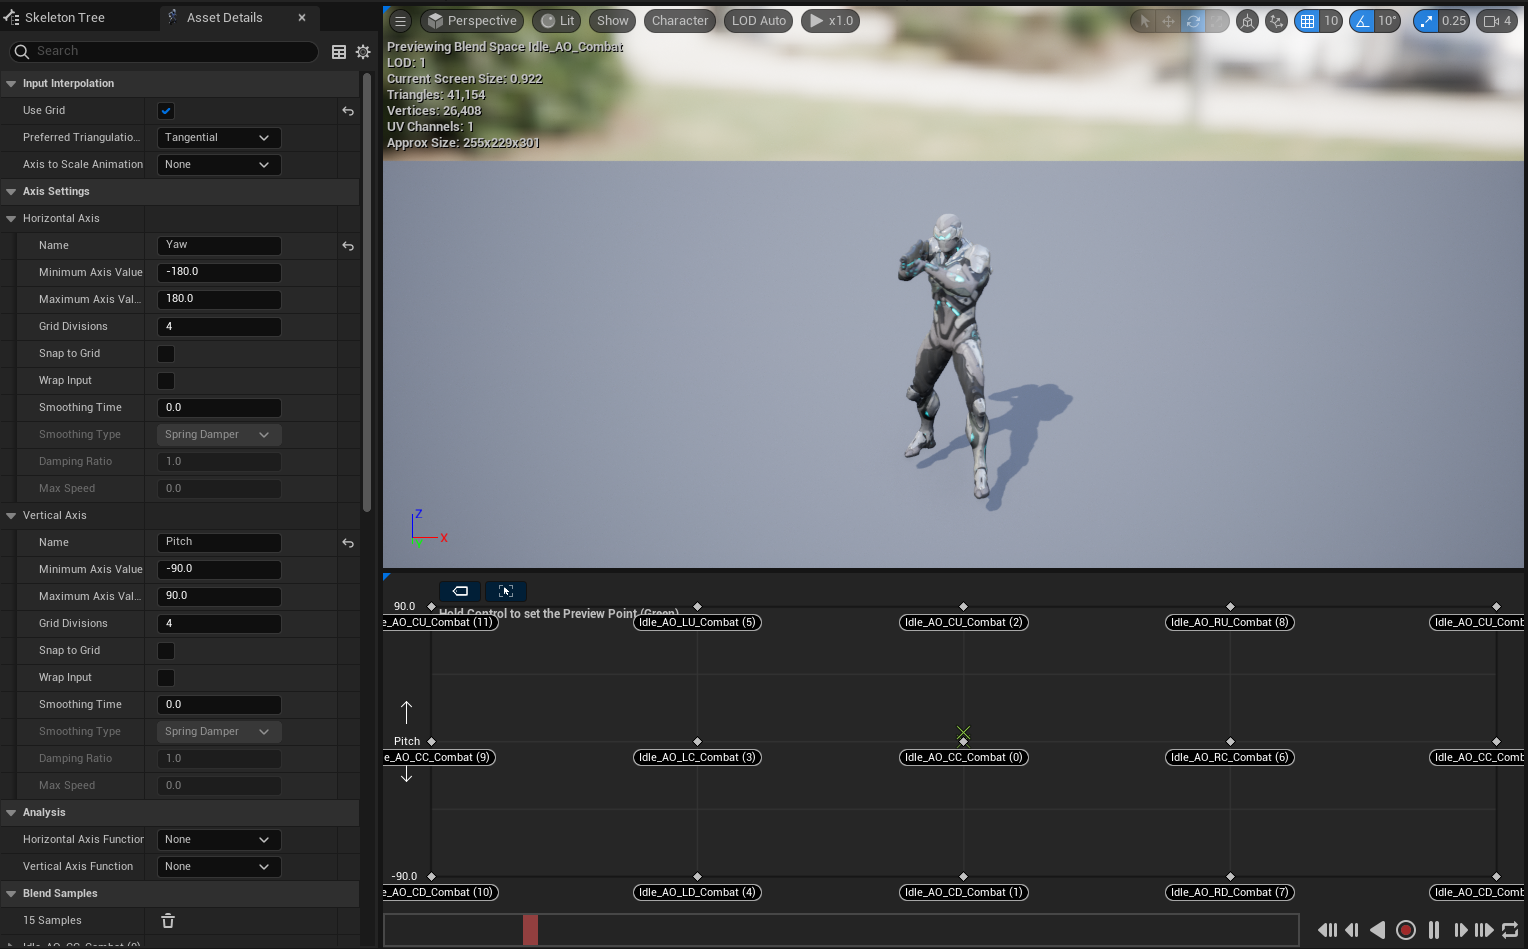 Skeleton Tree
Asset Details
Search
Input Interpolation
Use Grid
Preferred Triangulatio... Tangential
Axis to Scale Animation None
Axis Settings
Horizontal Axis
Name Yaw
Minimum Axis Value -180.0
Maximum Axis Val... 180.0
Grid Divisions 4
Snap to Grid
Wrap Input
Smoothing Time 0.0
Smoothing Type Spring Damper
Damping Ratio 1.0
Max Speed 0.0
Vertical Axis
Name Pitch
Minimum Axis Value -90.0
Maximum Axis Val... 90.0
Grid Divisions 4
Snap to Grid
Wrap Input
Smoothing Time 0.0
Smoothing Type Spring Damper
Damping Ratio 1.0
Max Speed 0.0
Analysis
Horizontal Axis Function None
Vertical Axis Function None
Blend Samples
15 Samples
Perspective Lit Show Character LOD Auto x1.0 10 10° 0.25 4
Previewing Blend Space Idle_AO_Combat
LOD: 1
Current Screen Size: 0.922
Triangles: 41,154
Vertices: 26,408
UV Channels: 1
Approx Size: 255x229x301
Z
X
Y
90.0
Hold Control to set the Preview Point (Green)
e_AO_CU_Combat (11) Idle_AO_LU_Combat (5) Idle_AO_CU_Combat (2) Idle_AO_RU_Combat (8) Idle_AO_CU_Comb
Pitch
e_AO_CC_Combat (9) Idle_AO_LC_Combat (3) Idle_AO_CC_Combat (0) Idle_AO_RC_Combat (6) Idle_AO_CC_Comb
-90.0
e_AO_CD_Combat (10) Idle_AO_LD_Combat (4) Idle_AO_CD_Combat (1) Idle_AO_RD_Combat (7) Idle_AO_CD_Comb